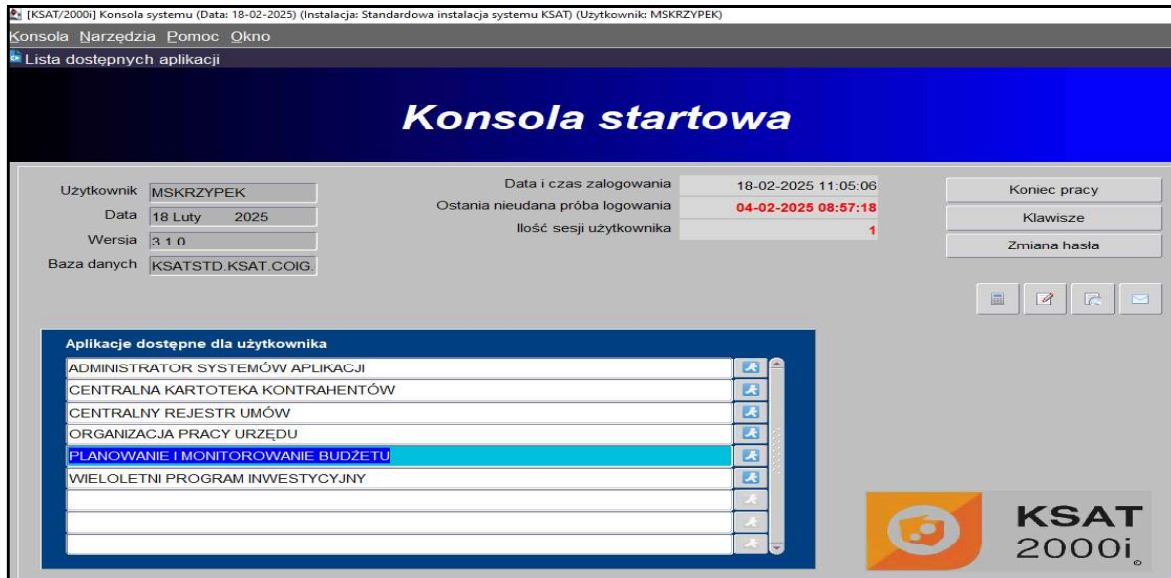 [KSAT/2000i] Konsola systemu (Data: 18-02-2025) (Instalacja: Standardowa instalacja systemu KSAT) (Użytkownik: MSKRZYPEK)
Konsola Narzędzia Pomoc Okno
Lista dostępnych aplikacji
Konsola startowa
Użytkownik MSKRZYPEK
Data 18 Luty 2025
Wersja 3.1.0
Baza danych KSATSTD.KSAT.COIG.
Data i czas zalogowania 18-02-2025 11:05:06
Ostania nieudana próba logowania 04-02-2025 08:57:18
Ilość sesji użytkownika 1
Koniec pracy
Klawisze
Zmiana hasła
Aplikacje dostępne dla użytkownika
ADMINISTRATOR SYSTEMÓW APLIKACJI
CENTRALNA KARTOTEKA KONTRAHENTÓW
CENTRALNY REJESTR UMÓW
ORGANIZACJA PRACY URZĘDU
PLANOWANIE I MONITOROWANIE BUDŻETU
WIELOLETNI PROGRAM INWESTYCYJNY
KSAT
2000i